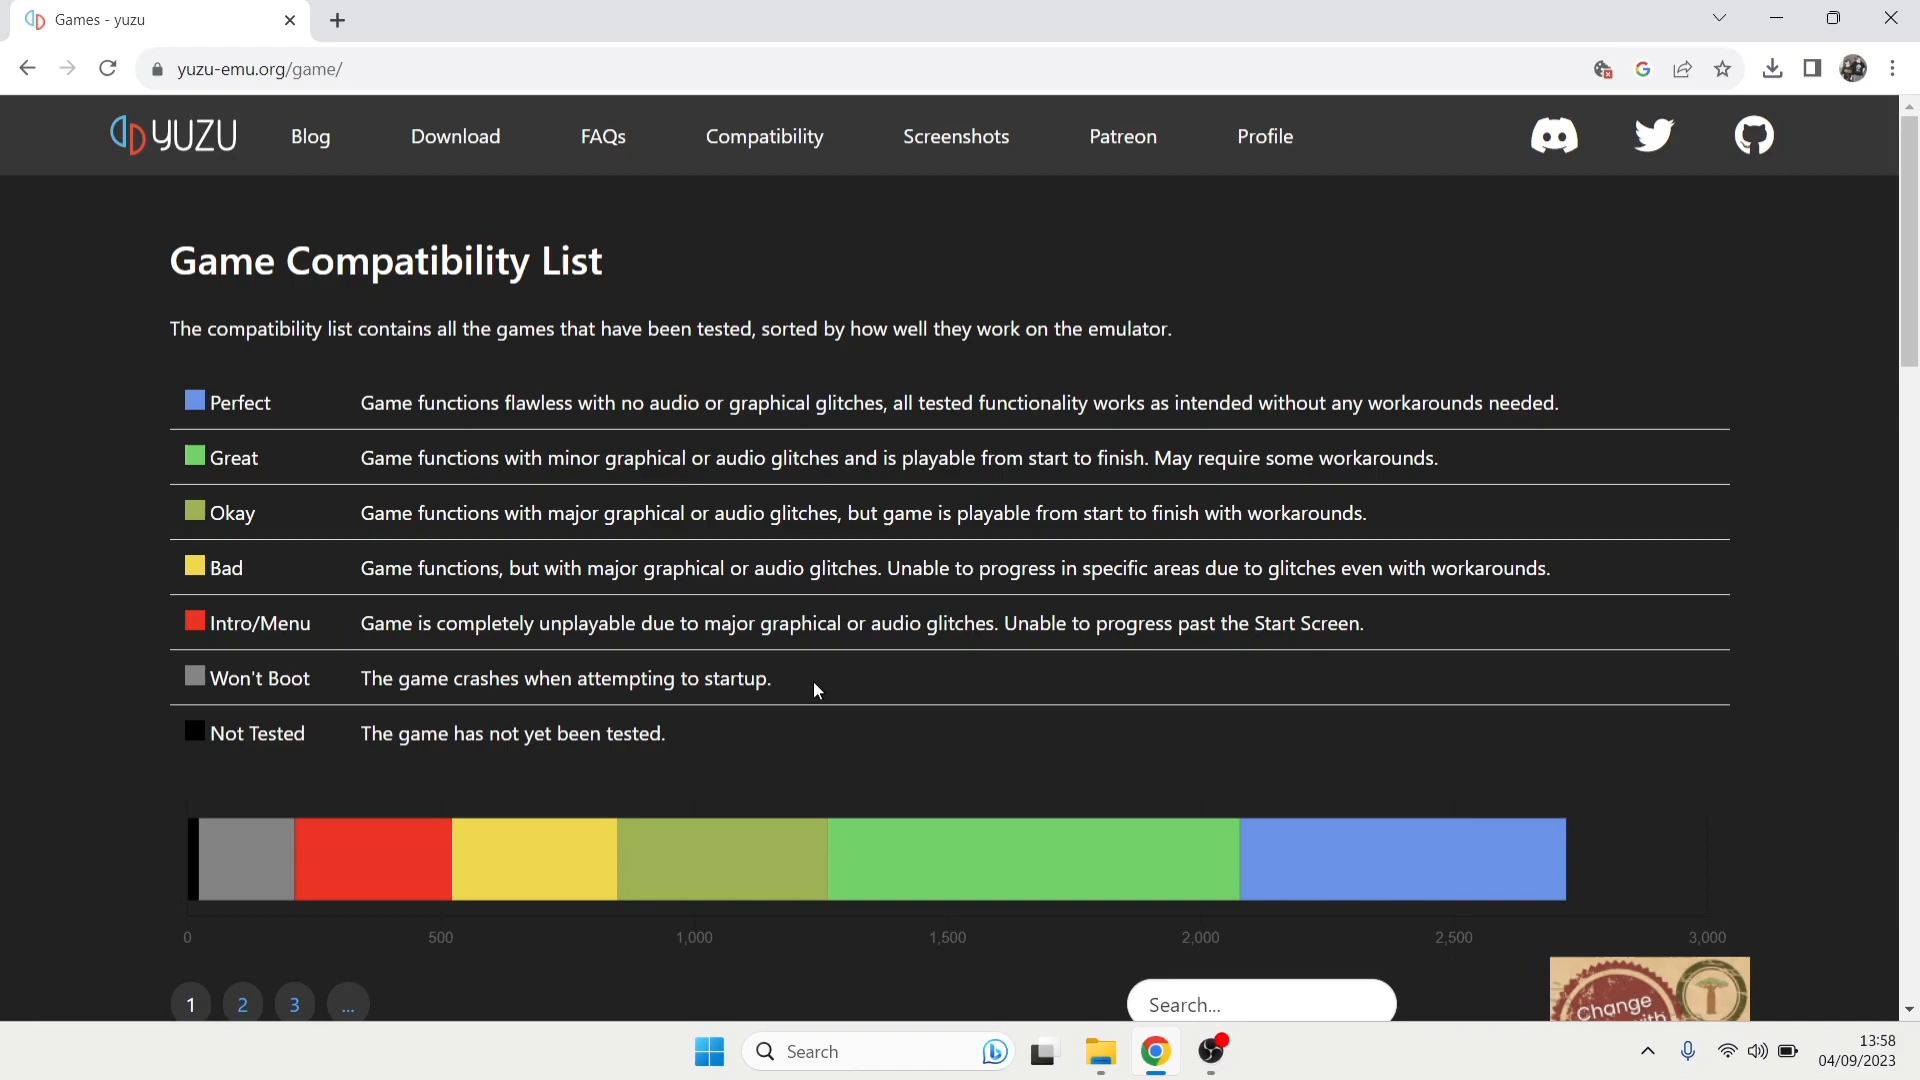 Games - yuzu
yuzu-emu.org/game/
YUZU Blog Download FAQs Compatibility Screenshots Patreon Profile
Game Compatibility List
The compatibility list contains all the games that have been tested, sorted by how well they work on the emulator.
Perfect Game functions flawless with no audio or graphical glitches, all tested functionality works as intended without any workarounds needed.
Great Game functions with minor graphical or audio glitches and is playable from start to finish. May require some workarounds.
Okay Game functions with major graphical or audio glitches, but game is playable from start to finish with workarounds.
Bad Game functions, but with major graphical or audio glitches. Unable to progress in specific areas due to glitches even with workarounds.
Intro/Menu Game is completely unplayable due to major graphical or audio glitches. Unable to progress past the Start Screen.
Won't Boot The game crashes when attempting to startup.
Not Tested The game has not yet been tested.
0 500 1,000 1,500 2,000 2,500 3,000
1 2 3 ... Search...
Change
with
Search
13:58
04/09/2023